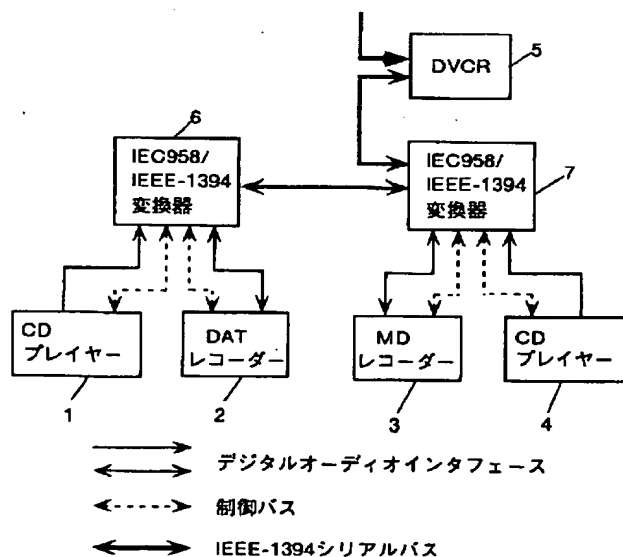 DVCR
5
6
IEC958/
IEEE-1394
変換器
IEC958/
IEEE-1394
変換器
7
CD
プレイヤー
DAT
レコーダー
MD
レコーダー
CD
プレイヤー
1
2
3
4
デジタルオーディオインタフェース
制御バス
IEEE-1394シリアルバス